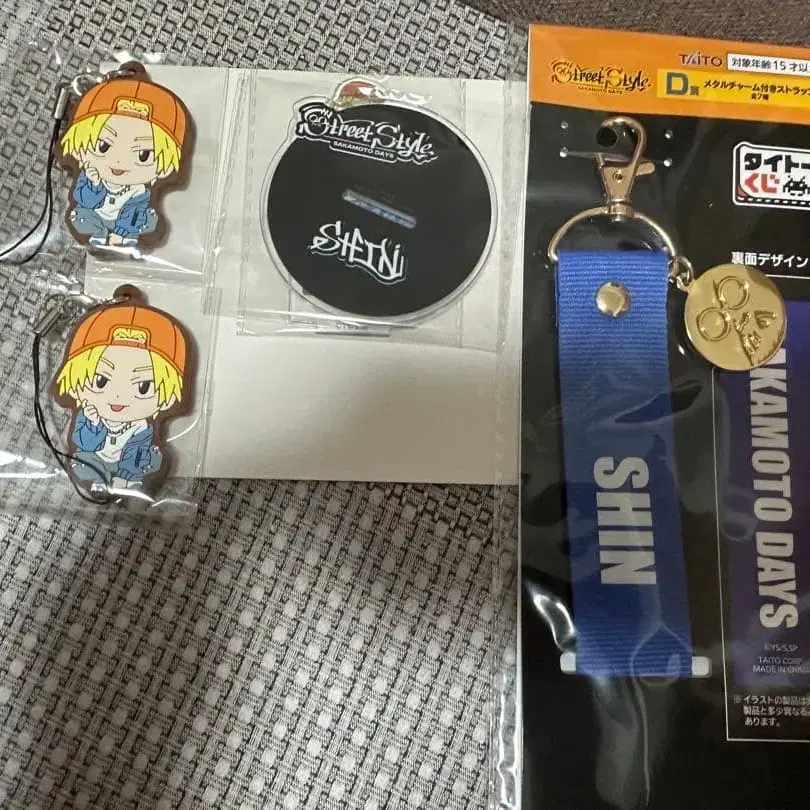 Street Style
SAKAMOTO DAYS
SHIN
TAITO 対象年齢15才以
Street Style
SAKAMOTO DAYS
D賞 メタルチャーム付きストラップ
全7種
タイトー
くじ
裏面デザイン
SHIN
AKAMOTO DAYS
©YS/S,SP
TAITO CORP
MADE IN CHINA
※イラストの製品は実
製品と多少異なる
あります。